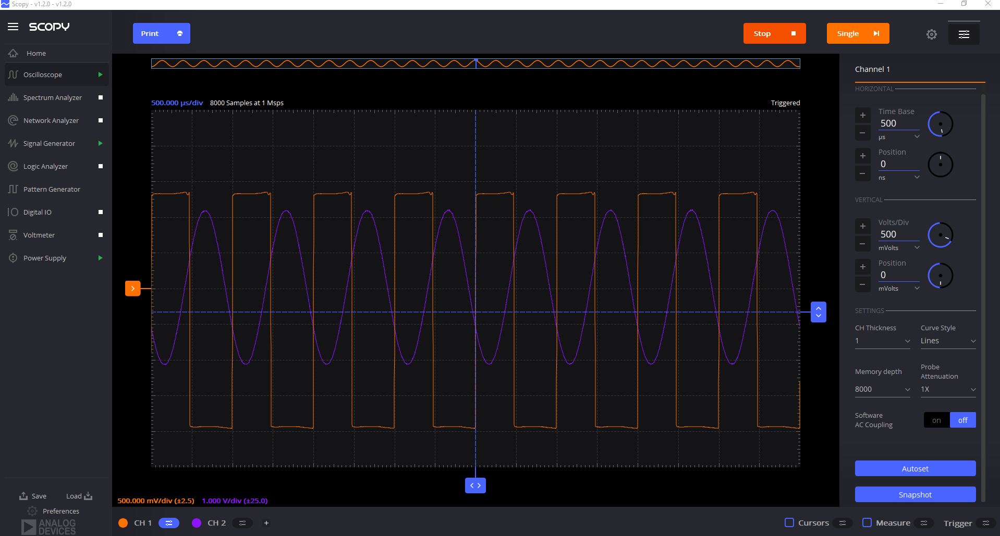 Scopy - v1.2.0 - v1.2.0
SCOPY
Print
Stop
Single
Home
Oscilloscope
Spectrum Analyzer
Network Analyzer
Signal Generator
Logic Analyzer
Pattern Generator
Digital IO
Voltmeter
Power Supply
Save
Load
Preferences
ANALOG
DEVICES
500.000 µs/div 8000 Samples at 1 Msps
Triggered
500.000 mV/div (±2.5) 1.000 V/div (±25.0)
CH 1
CH 2
+
Cursors
Measure
Trigger
Channel 1
HORIZONTAL
+
Time Base
500
-
µs
+
Position
0
-
ns
VERTICAL
+
Volts/Div
500
-
mVolts
+
Position
0
-
mVolts
SETTINGS
CH Thickness
1
Curve Style
Lines
Memory depth
8000
Probe
Attenuation
1X
Software
AC Coupling
on off
Autoset
Snapshot